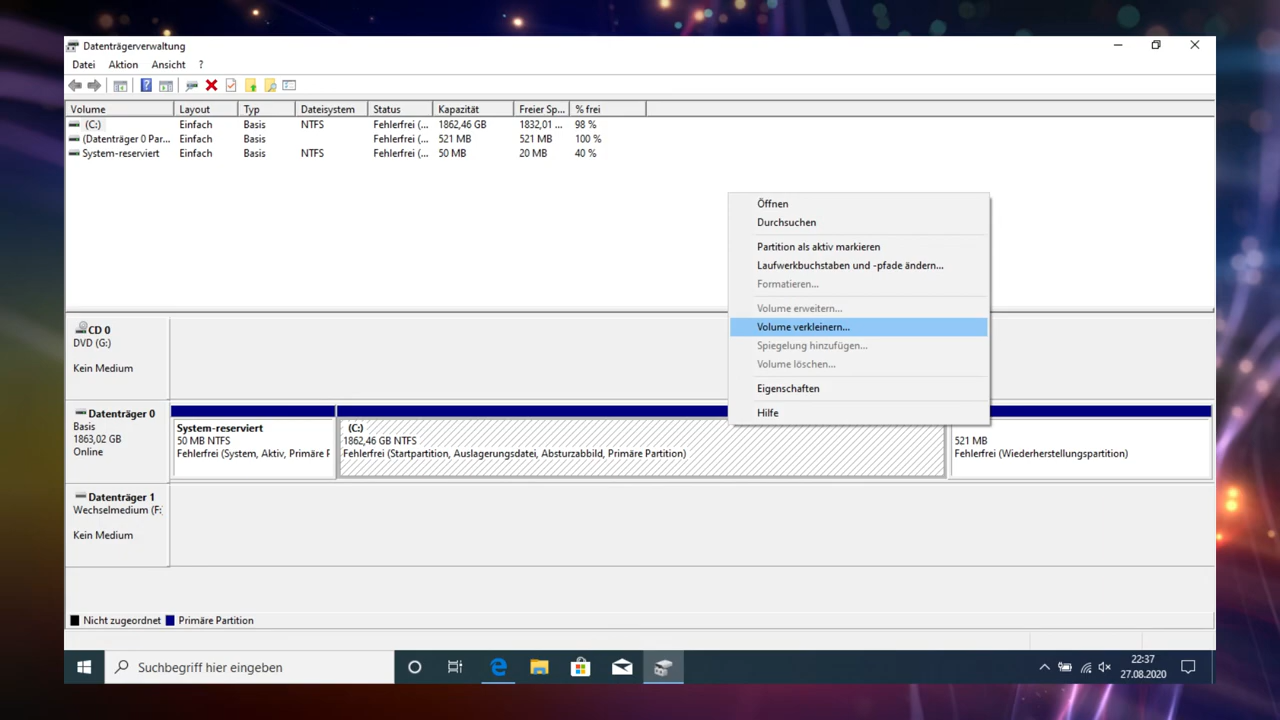 Datenträgerverwaltung
Datei Aktion Ansicht ?
Volume Layout Typ Dateisystem Status Kapazität Freier Sp... % frei
(C:) Einfach Basis NTFS Fehlerfrei (... 1862,46 GB 1832,01 ... 98 %
(Datenträger 0 Par... Einfach Basis Fehlerfrei (... 521 MB 521 MB 100 %
System-reserviert Einfach Basis NTFS Fehlerfrei (... 50 MB 20 MB 40 %
Öffnen
Durchsuchen
Partition als aktiv markieren
Laufwerkbuchstaben und -pfade ändern...
Formatieren...
Volume erweitern...
Volume verkleinern...
Spiegelung hinzufügen...
Volume löschen...
Eigenschaften
Hilfe
CD 0
DVD (G:)
Kein Medium
Datenträger 0
Basis
1863,02 GB
Online
System-reserviert
50 MB NTFS
Fehlerfrei (System, Aktiv, Primäre F
(C:)
1862,46 GB NTFS
Fehlerfrei (Startpartition, Auslagerungsdatei, Absturzabbild, Primäre Partition)
521 MB
Fehlerfrei (Wiederherstellungspartition)
Datenträger 1
Wechselmedium (F:
Kein Medium
Nicht zugeordnet Primäre Partition
Suchbegriff hier eingeben
22:37
27.08.2020